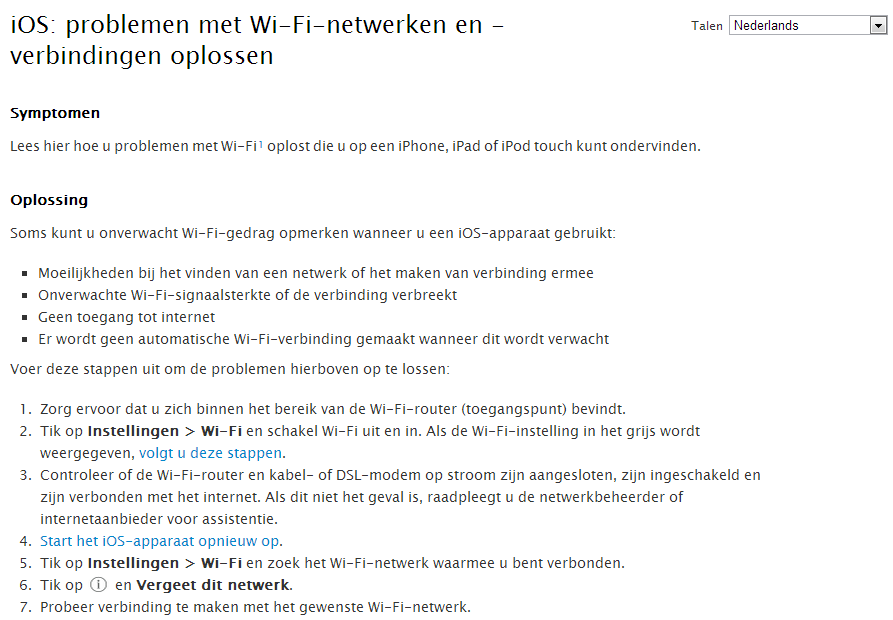 iOS: problemen met Wi-Fi-netwerken en -
verbindingen oplossen
Talen Nederlands
Symptomen
Lees hier hoe u problemen met Wi-Fi¹ oplost die u op een iPhone, iPad of iPod touch kunt ondervinden.
Oplossing
Soms kunt u onverwacht Wi-Fi-gedrag opmerken wanneer u een iOS-apparaat gebruikt:
▪ Moeilijkheden bij het vinden van een netwerk of het maken van verbinding ermee
▪ Onverwachte Wi-Fi-signaalsterkte of de verbinding verbreekt
▪ Geen toegang tot internet
▪ Er wordt geen automatische Wi-Fi-verbinding gemaakt wanneer dit wordt verwacht
Voer deze stappen uit om de problemen hierboven op te lossen:
1. Zorg ervoor dat u zich binnen het bereik van de Wi-Fi-router (toegangspunt) bevindt.
2. Tik op Instellingen > Wi-Fi en schakel Wi-Fi uit en in. Als de Wi-Fi-instelling in het grijs wordt
weergegeven, volgt u deze stappen.
3. Controleer of de Wi-Fi-router en kabel- of DSL-modem op stroom zijn aangesloten, zijn ingeschakeld en
zijn verbonden met het internet. Als dit niet het geval is, raadpleegt u de netwerkbeheerder of
internetaanbieder voor assistentie.
4. Start het iOS-apparaat opnieuw op.
5. Tik op Instellingen > Wi-Fi en zoek het Wi-Fi-netwerk waarmee u bent verbonden.
6. Tik op ⓘ en Vergeet dit netwerk.
7. Probeer verbinding te maken met het gewenste Wi-Fi-netwerk.